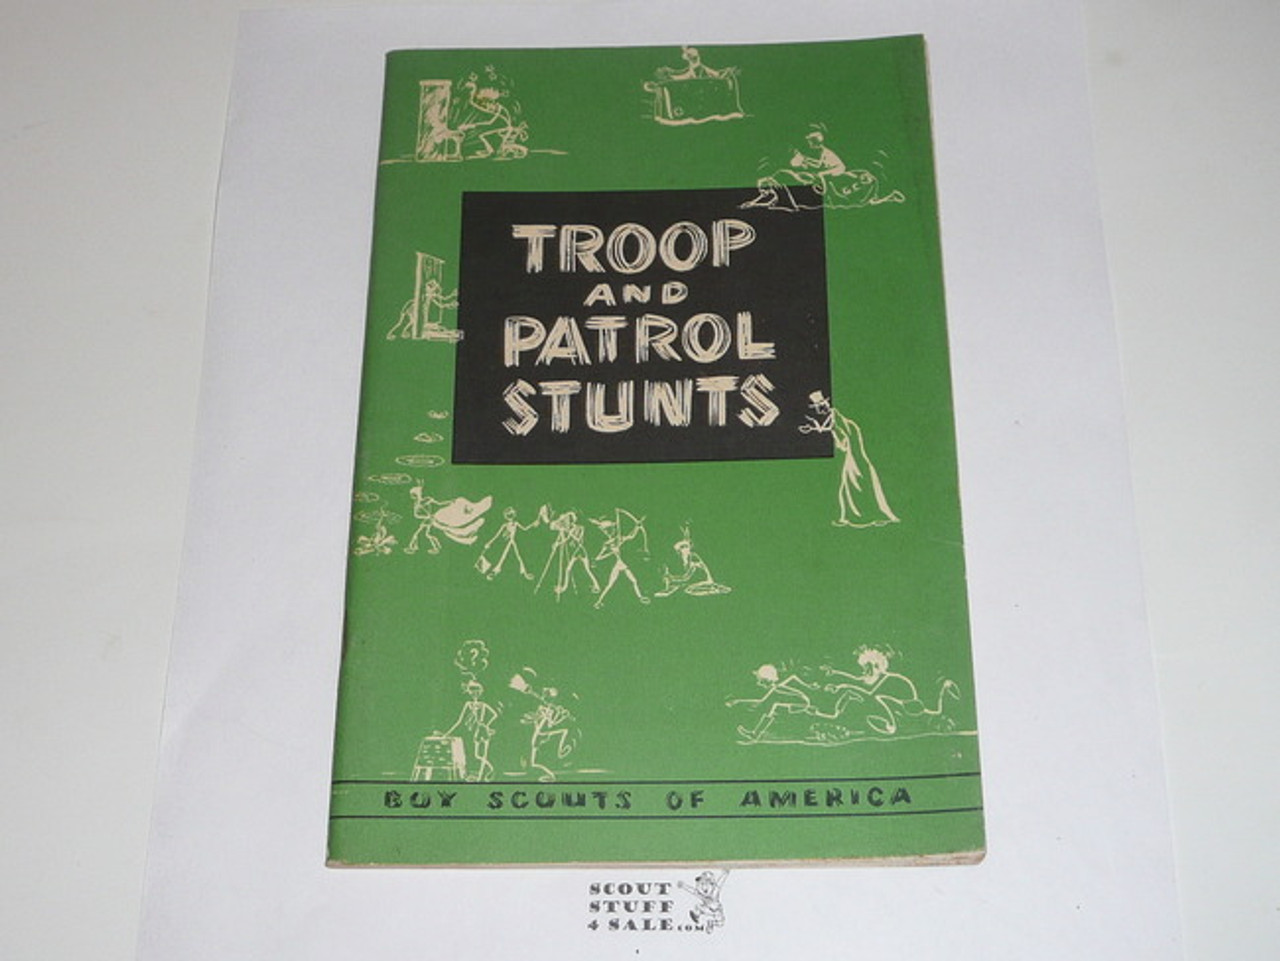 TROOP
AND
PATROL
STUNTS
?
BOY SCOUTS OF AMERICA
SCOUT
STUFF
4 SALE.COM